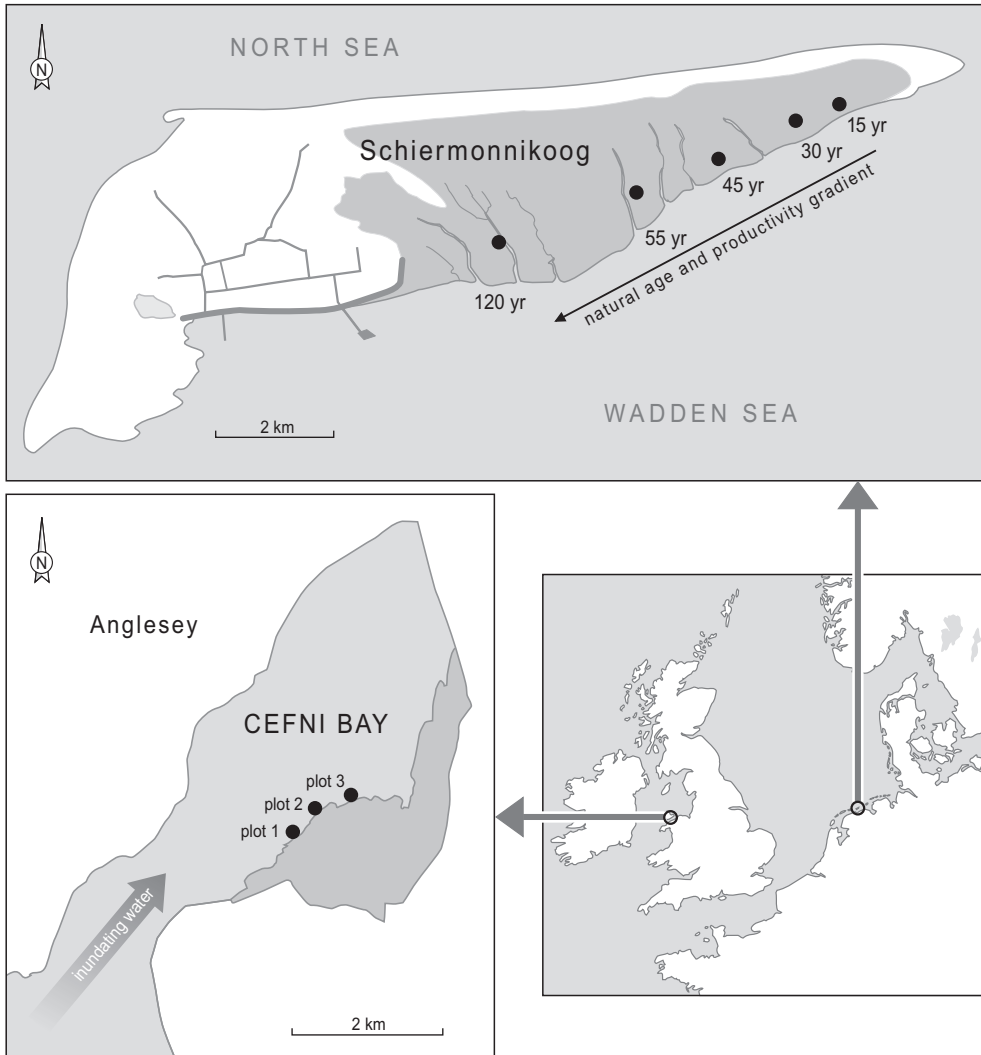 N
NORTH SEA
Schiermonnikoog
15 yr
30 yr
45 yr
55 yr
120 yr
natural age and productivity gradient
2 km
WADDEN SEA
N
Anglesey
CEFNI BAY
plot 3
plot 2
plot 1
inundating water
2 km